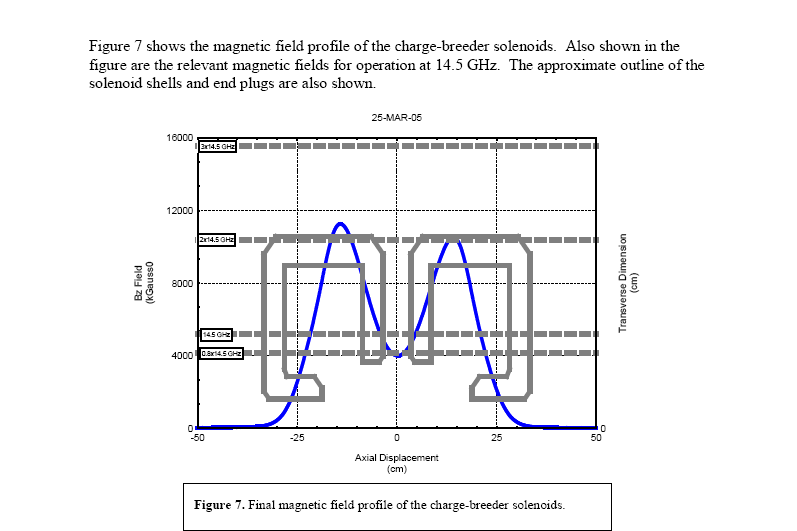 Figure 7 shows the magnetic field profile of the charge-breeder solenoids.  Also shown in the
figure are the relevant magnetic fields for operation at 14.5 GHz.  The approximate outline of the
solenoid shells and end plugs are also shown.
25-MAR-05
16000
3x14.5 GHz
12000
2x14.5 GHz
Bz Field
(kGauss0
8000
14.5 GHz
4000
0.8x14.5 GHz
0
Transverse Dimension
(cm)
0
-50
-25
0
25
50
Axial Displacement
(cm)
Figure 7. Final magnetic field profile of the charge-breeder solenoids.